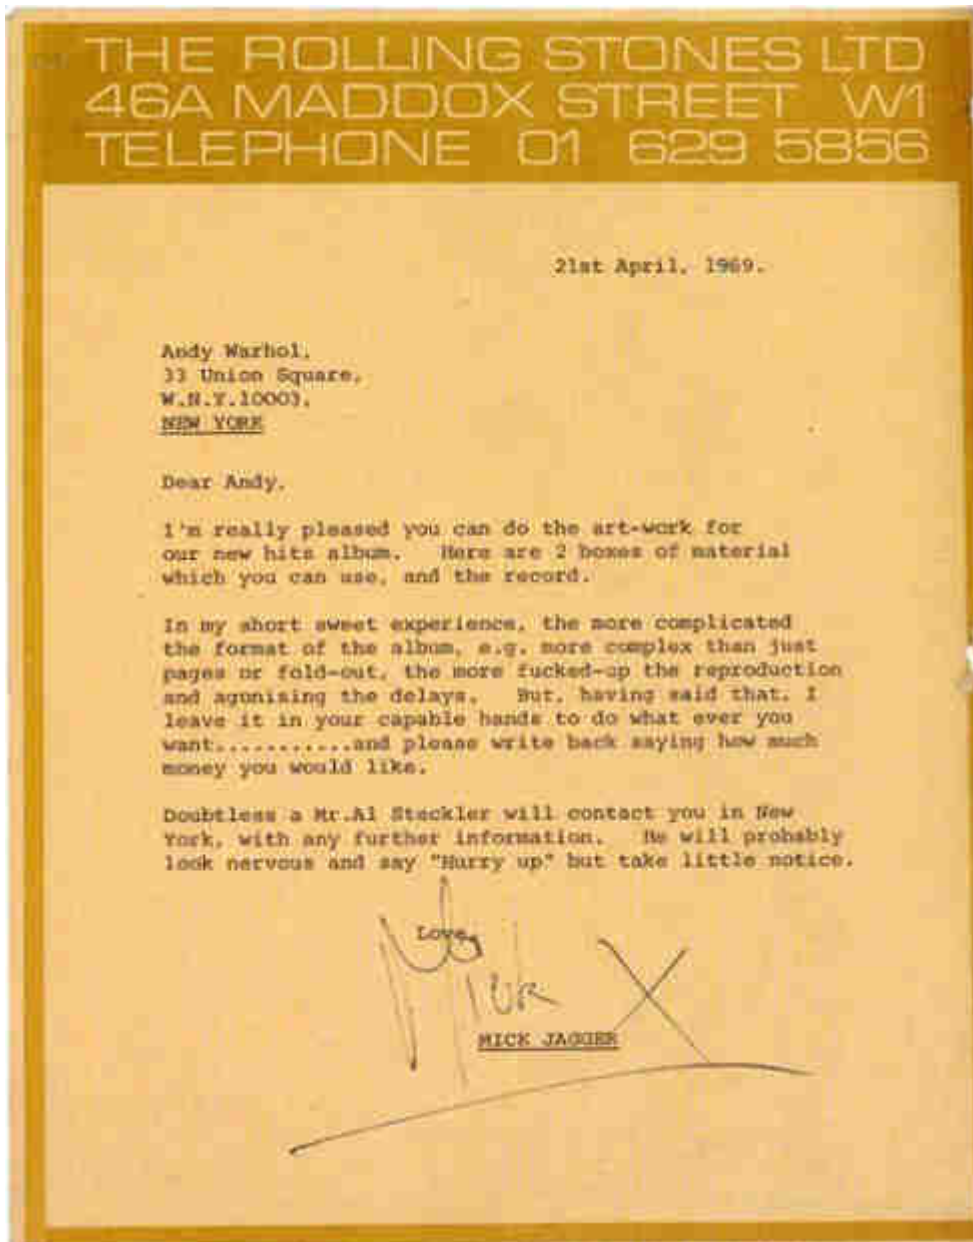 THE ROLLING STONES LTD
46A MADDOX STREET W1
TELEPHONE 01 629 5856
21st April, 1969.
Andy Warhol,
33 Union Square,
W.N.Y.10003,
NEW YORK
Dear Andy,
I'm really pleased you can do the art-work for
our new hits album. Here are 2 boxes of material
which you can use, and the record.
In my short sweet experience, the more complicated
the format of the album, e.g. more complex than just
pages or fold-out, the more fucked-up the reproduction
and agonising the delays. But, having said that, I
leave it in your capable hands to do what ever you
want...........and please write back saying how much
money you would like.
Doubtless a Mr.Al Steckler will contact you in New
York, with any further information. He will probably
look nervous and say "Hurry up" but take little notice.
Love,
Mick X
MICK JAGGER